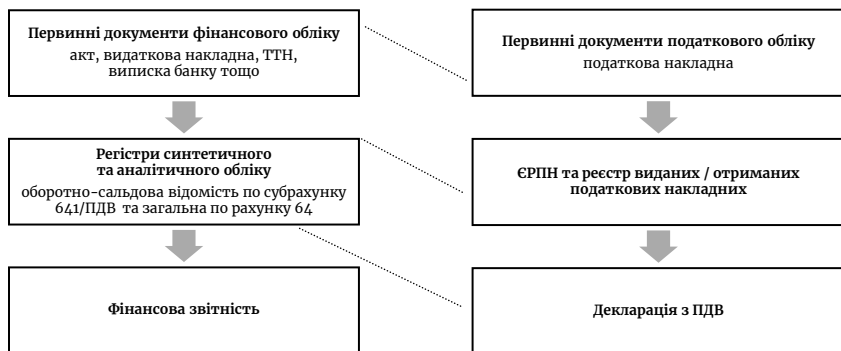 Первинні документи фінансового обліку
акт, видаткова накладна, ТТН,
виписка банку тощо
Первинні документи податкового обліку
податкова накладна
Регістри синтетичного
та аналітичного обліку
оборотно-сальдова відомість по субрахунку
641/ПДВ та загальна по рахунку 64
ЄРПН та реєстр виданих / отриманих
податкових накладних
Фінансова звітність
Декларація з ПДВ